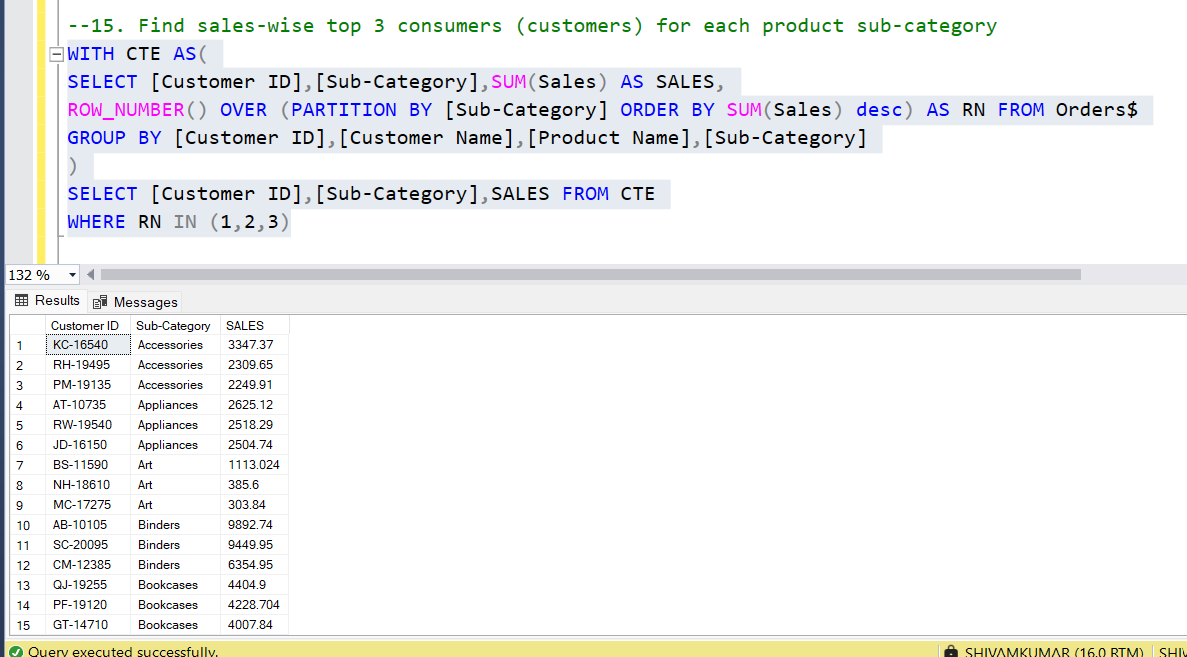 --15. Find sales-wise top 3 consumers (customers) for each product sub-category
WITH CTE AS(
SELECT [Customer ID],[Sub-Category],SUM(Sales) AS SALES,
ROW_NUMBER() OVER (PARTITION BY [Sub-Category] ORDER BY SUM(Sales) desc) AS RN FROM Orders$
GROUP BY [Customer ID],[Customer Name],[Product Name],[Sub-Category]
)
SELECT [Customer ID],[Sub-Category],SALES FROM CTE
WHERE RN IN (1,2,3)
132 %
Results Messages
Customer ID Sub-Category SALES
1 KC-16540 Accessories 3347.37
2 RH-19495 Accessories 2309.65
3 PM-19135 Accessories 2249.91
4 AT-10735 Appliances 2625.12
5 RW-19540 Appliances 2518.29
6 JD-16150 Appliances 2504.74
7 BS-11590 Art 1113.024
8 NH-18610 Art 385.6
9 MC-17275 Art 303.84
10 AB-10105 Binders 9892.74
11 SC-20095 Binders 9449.95
12 CM-12385 Binders 6354.95
13 QJ-19255 Bookcases 4404.9
14 PF-19120 Bookcases 4228.704
15 GT-14710 Bookcases 4007.84
Query executed successfully. SHIVAMKUMAR (16.0 RTM) SHIV